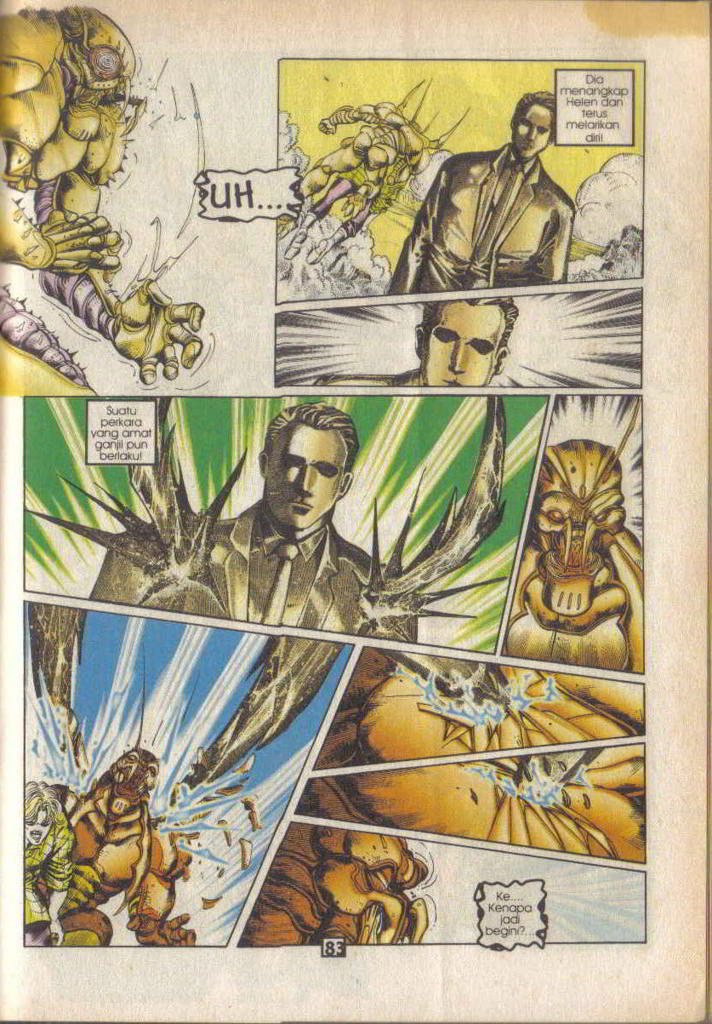 UH....
Dia
menangkap
Helen dan
terus
melarikan
diri!
Suatu
perkara
yang amat
ganjil pun
berlaku!
Ke....
Kenapa
jadi
begini?...
83